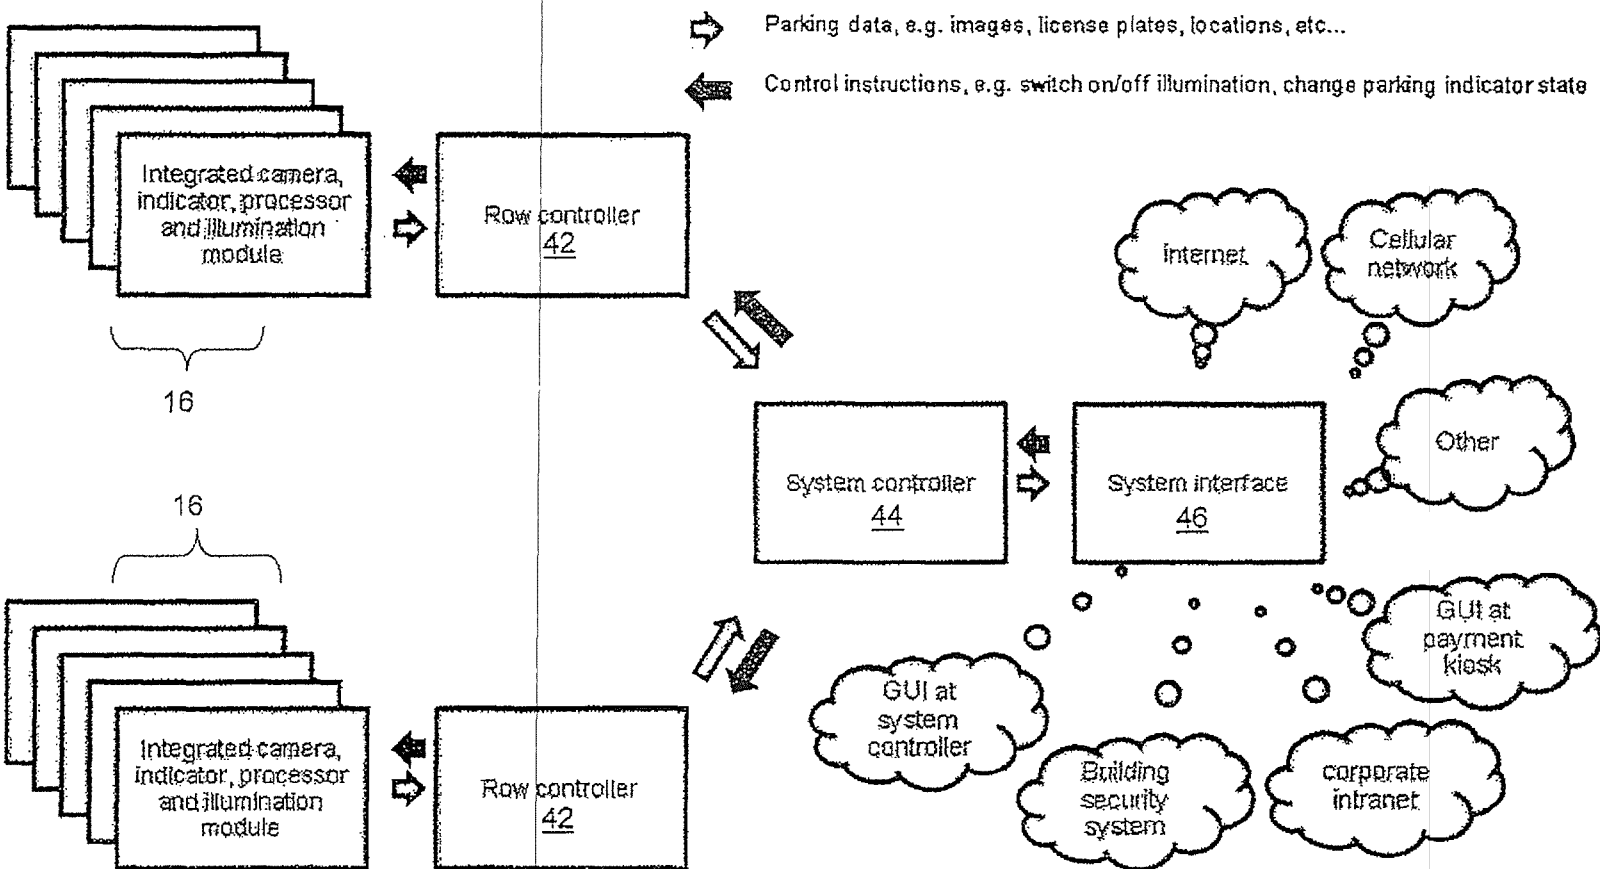 Parking data, e.g. images, license plates, locations, etc...
Control instructions, e.g. switch on/off illumination, change parking indicator state
Integrated camera,
indicator, processor
and illumination
module
Row controller
42
16
Internet
Cellular
network
Other
System controller
44
System interface
46
16
Integrated camera,
indicator, processor
and illumination
module
Row controller
42
GUI at
system
controller
Building
security
system
corporate
intranet
GUI at
payment
kiosk